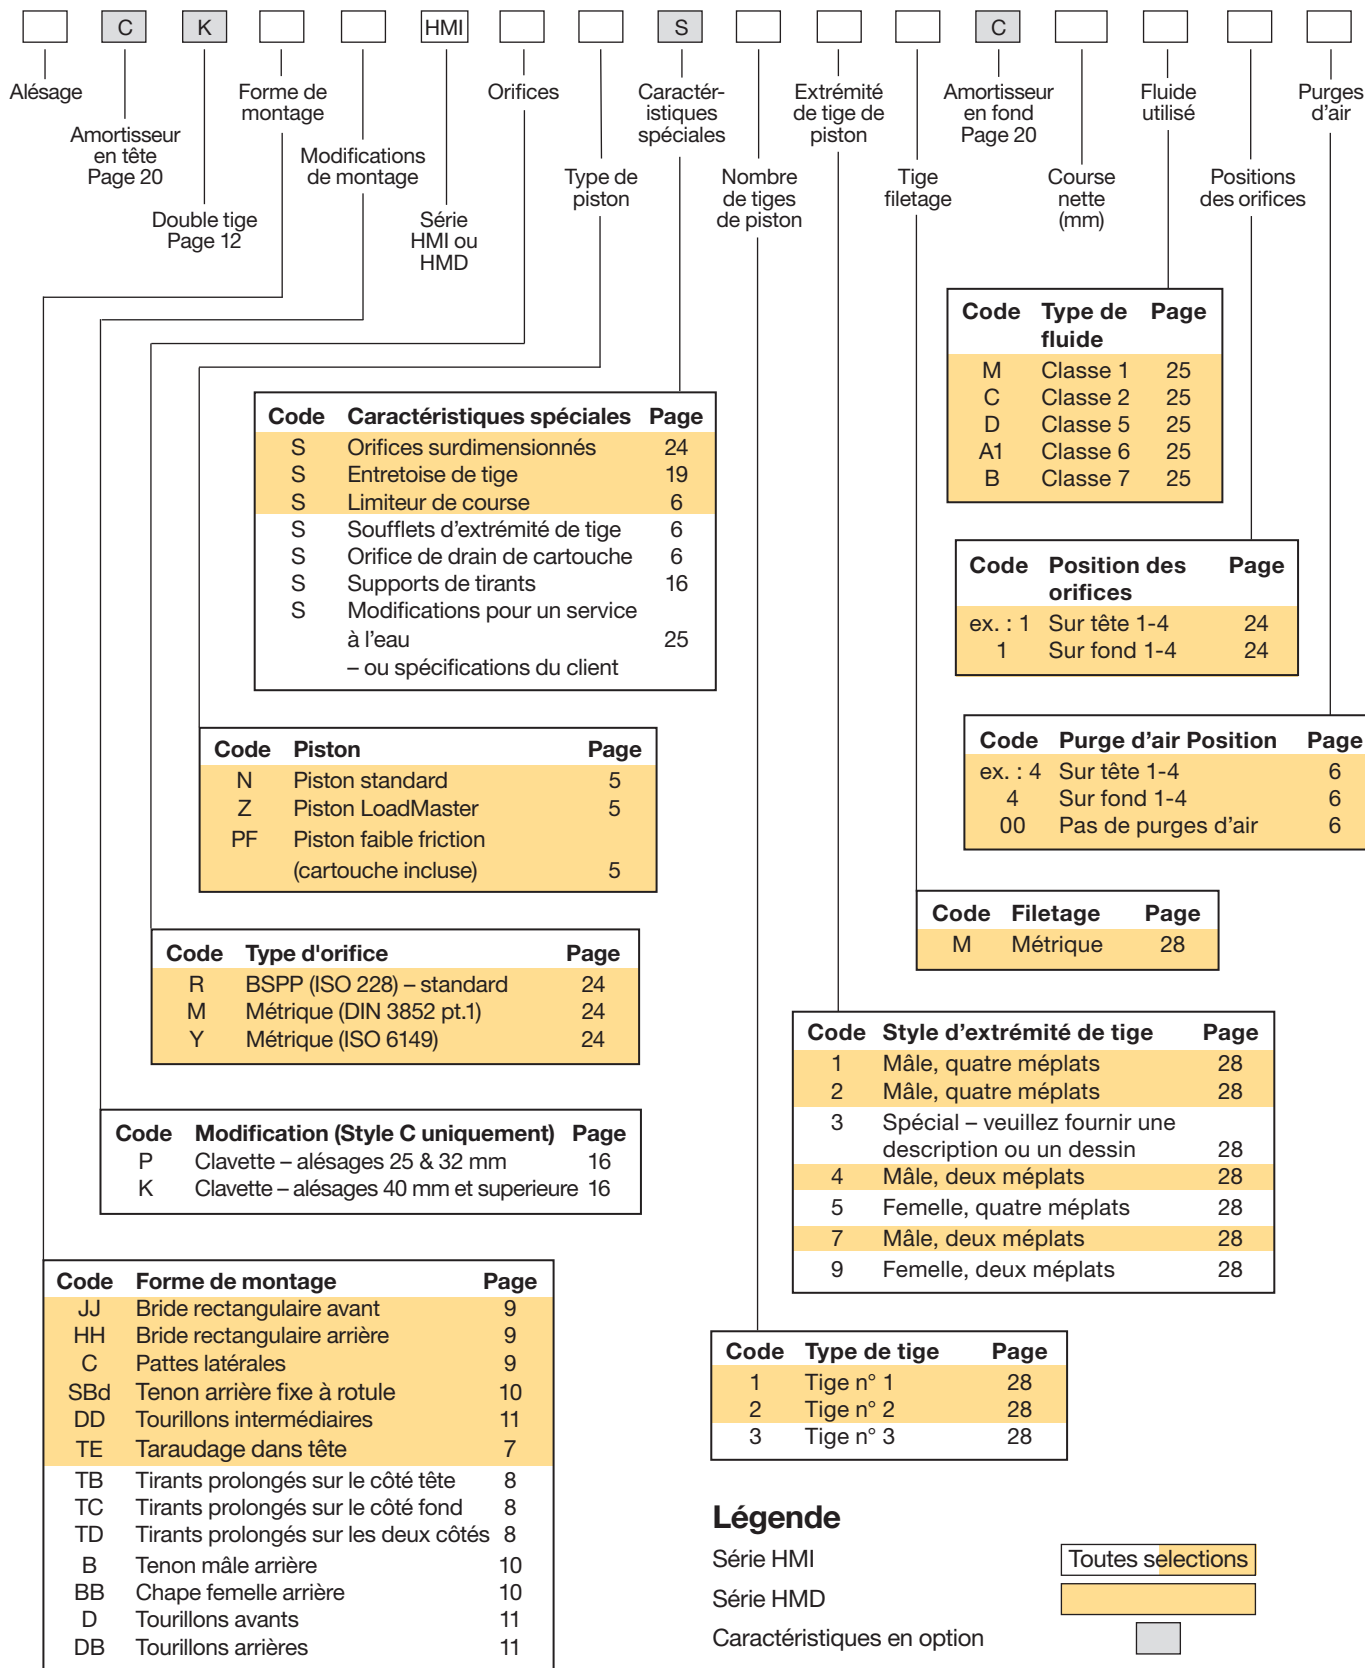 C K HMI S C
Alésage
Amortisseur
en tête
Page 20
Double tige
Page 12
Forme de
montage
Modifications
de montage
Série
HMI ou
HMD
Orifices
Type de
piston
Caractér-
istiques
spéciales
Nombre
de tiges
de piston
Extrémité
de tige de
piston
Tige
filetage
Amortisseur
en fond
Page 20
Course
nette
(mm)
Fluide
utilisé
Positions
des orifices
Purges
d'air
Code Type de Page
fluide
M Classe 1 25
C Classe 2 25
D Classe 5 25
A1 Classe 6 25
B Classe 7 25
Code Caractéristiques spéciales Page
S Orifices surdimensionnés 24
S Entretoise de tige 19
S Limiteur de course 6
S Soufflets d'extrémité de tige 6
S Orifice de drain de cartouche 6
S Supports de tirants 16
S Modifications pour un service
à l'eau 25
– ou spécifications du client
Code Position des Page
orifices
ex. : 1 Sur tête 1-4 24
1 Sur fond 1-4 24
Code Piston Page
N Piston standard 5
Z Piston LoadMaster 5
PF Piston faible friction
(cartouche incluse) 5
Code Purge d'air Position Page
ex. : 4 Sur tête 1-4 6
4 Sur fond 1-4 6
00 Pas de purges d'air 6
Code Filetage Page
M Métrique 28
Code Type d'orifice Page
R BSPP (ISO 228) – standard 24
M Métrique (DIN 3852 pt.1) 24
Y Métrique (ISO 6149) 24
Code Style d'extrémité de tige Page
1 Mâle, quatre méplats 28
2 Mâle, quatre méplats 28
3 Spécial – veuillez fournir une
description ou un dessin 28
4 Mâle, deux méplats 28
5 Femelle, quatre méplats 28
7 Mâle, deux méplats 28
9 Femelle, deux méplats 28
Code Modification (Style C uniquement) Page
P Clavette – alésages 25 & 32 mm 16
K Clavette – alésages 40 mm et superieure 16
Code Forme de montage Page
JJ Bride rectangulaire avant 9
HH Bride rectangulaire arrière 9
C Pattes latérales 9
SBd Tenon arrière fixe à rotule 10
DD Tourillons intermédiaires 11
TE Taraudage dans tête 7
TB Tirants prolongés sur le côté tête 8
TC Tirants prolongés sur le côté fond 8
TD Tirants prolongés sur les deux côtés 8
B Tenon mâle arrière 10
BB Chape femelle arrière 10
D Tourillons avants 11
DB Tourillons arrières 11
Code Type de tige Page
1 Tige n° 1 28
2 Tige n° 2 28
3 Tige n° 3 28
Légende
Série HMI Toutes selections
Série HMD
Caractéristiques en option